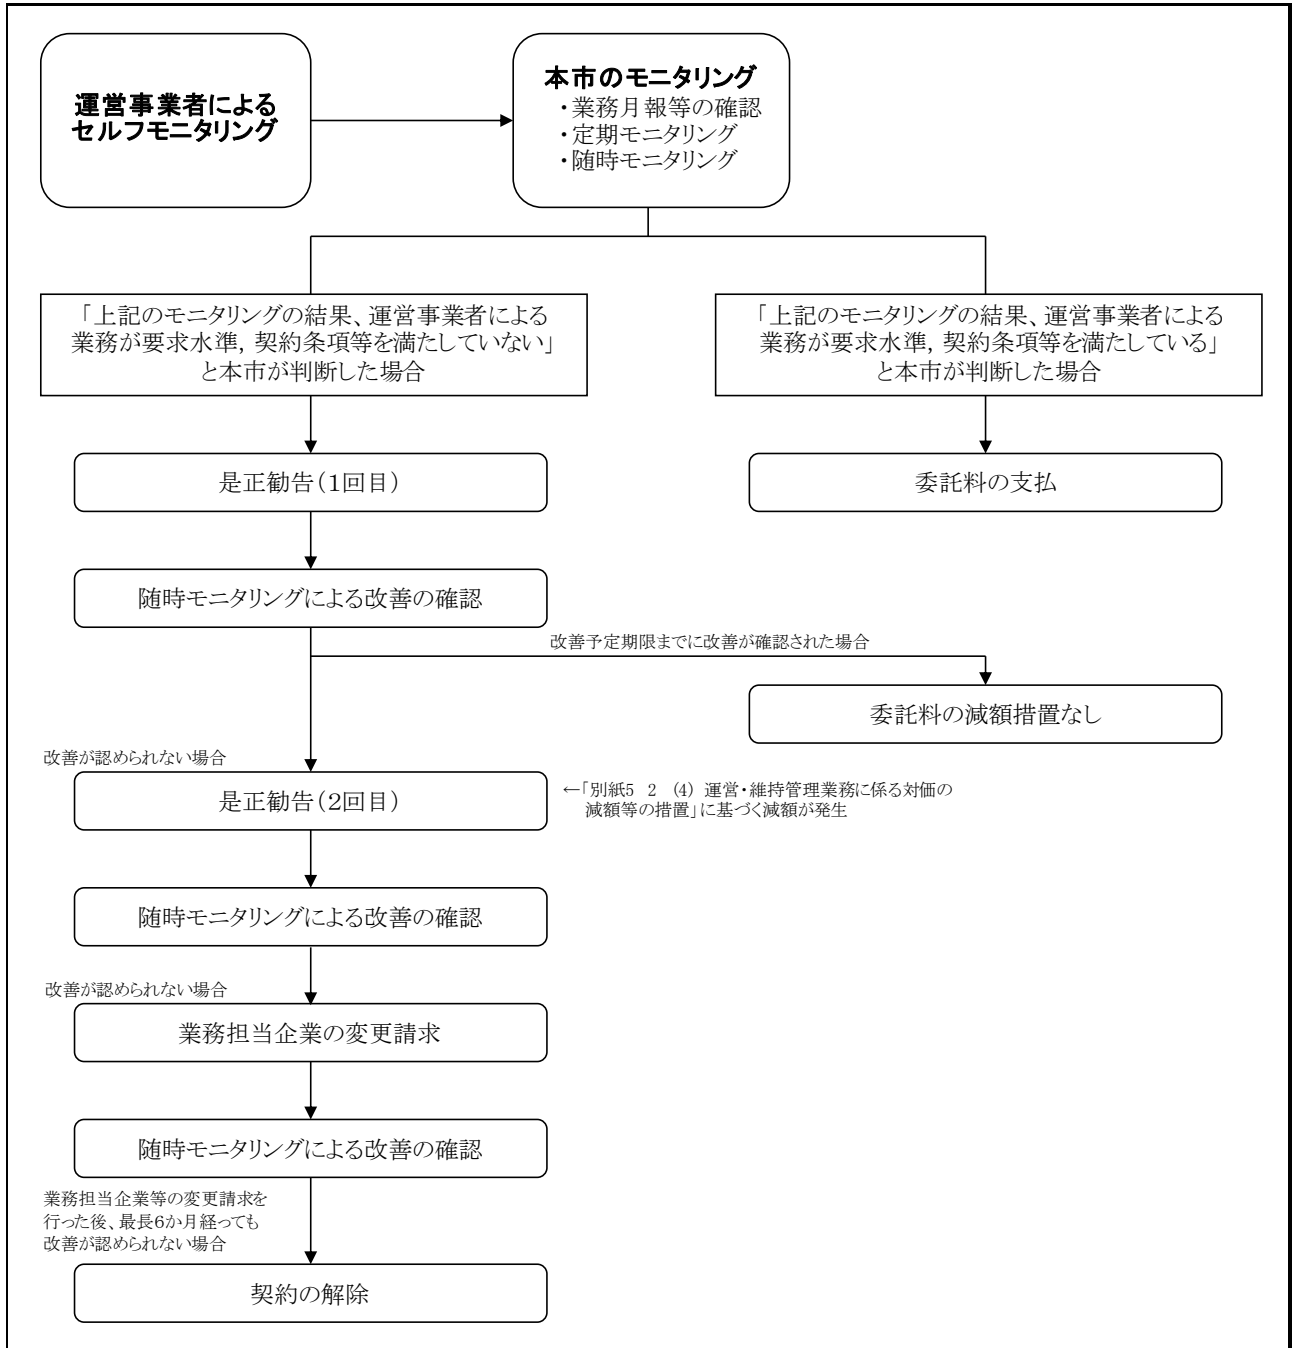 運営事業者による
セルフモニタリング
本市のモニタリング
・業務月報等の確認
・定期モニタリング
・随時モニタリング
「上記のモニタリングの結果、運営事業者による
業務が要求水準，契約条項等を満たしていない」
と本市が判断した場合
「上記のモニタリングの結果、運営事業者による
業務が要求水準，契約条項等を満たしている」
と本市が判断した場合
是正勧告（１回目）
委託料の支払
随時モニタリングによる改善の確認
改善予定期限までに改善が確認された場合
委託料の減額措置なし
改善が認められない場合
是正勧告（２回目）
←「別紙5 2 (4) 運営・維持管理業務に係る対価の
減額等の措置」に基づく減額が発生
随時モニタリングによる改善の確認
改善が認められない場合
業務担当企業の変更請求
随時モニタリングによる改善の確認
業務担当企業等の変更請求を
行った後、最長６か月経っても
改善が認められない場合
契約の解除